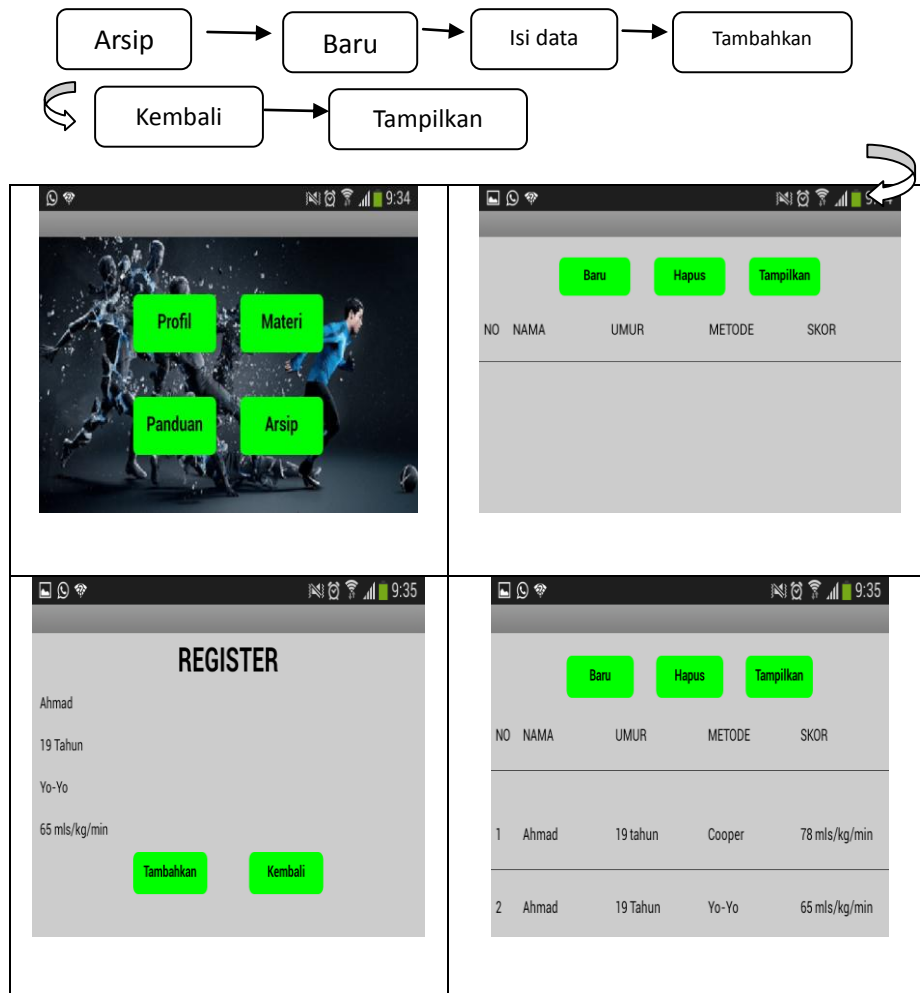 Arsip
Baru
Isi data
Tambahkan
Kembali
Tampilkan
9:34
Profil
Materi
Panduan
Arsip
Baru
Hapus
Tampilkan
NO NAMA UMUR METODE SKOR
9:35
REGISTER
Ahmad
19 Tahun
Yo-Yo
65 mls/kg/min
Tambahkan
Kembali
9:35
Baru
Hapus
Tampilkan
NO NAMA UMUR METODE SKOR
1 Ahmad 19 tahun Cooper 78 mls/kg/min
2 Ahmad 19 Tahun Yo-Yo 65 mls/kg/min